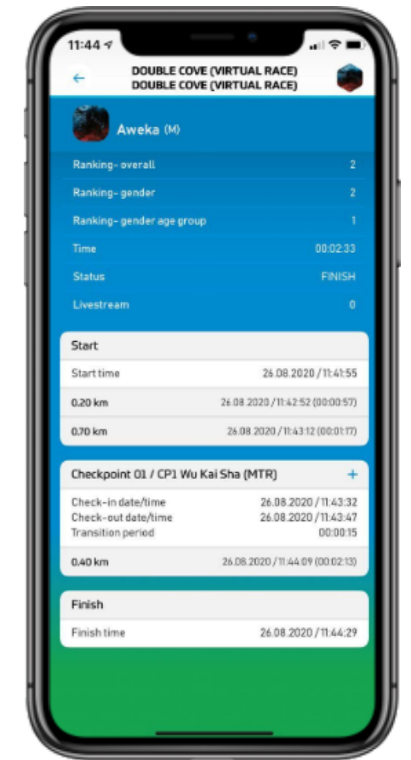 11:44
DOUBLE COVE (VIRTUAL RACE)
DOUBLE COVE (VIRTUAL RACE)
Aweka (M)
Ranking- overall 2
Ranking- gender 2
Ranking- gender age group 1
Time 00:02:33
Status FINISH
Livestream 0
Start
Start time 26.08.2020 / 11:41:55
0.20 km 26.08.2020 / 11:42:52 (00:00:57)
0.70 km 26.08.2020 / 11:43:12 (00:01:17)
Checkpoint 01 / CP1 Wu Kai Sha (MTR) +
Check-in date/time 26.08.2020 / 11:43:32
Check-out date/time 26.08.2020 / 11:43:47
Transition period 00:00:15
0.40 km 26.08.2020 / 11:44:09 (00:02:13)
Finish
Finish time 26.08.2020 / 11:44:29